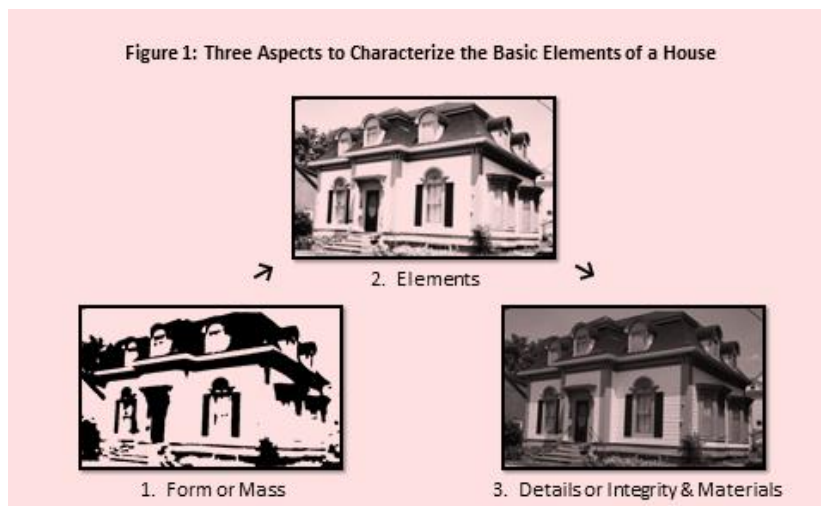 Figure 1: Three Aspects to Characterize the Basic Elements of a House
2. Elements
1. Form or Mass
3. Details or Integrity & Materials